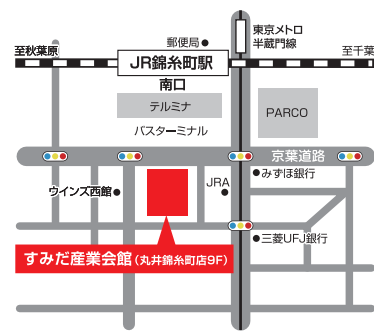 郵便局
東京メトロ
半蔵門線
至秋葉原
JR錦糸町駅
至千葉
南口
テルミナ
PARCO
バスターミナル
京葉道路
みずほ銀行
ウインズ西館
JRA
三菱UFJ銀行
すみだ産業会館(丸井錦糸町店9F)